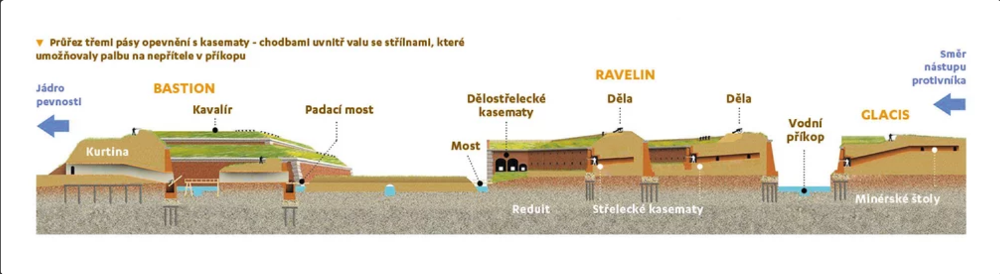 ▼ Průřez třemi pásy opevnění s kasematy - chodbami uvnitř valu se střílnami, které
umožňovaly palbu na nepřítele v příkopu
Směr
nástupu
protivníka
Jádro
pevnosti
BASTION
RAVELIN
GLACIS
Kavalír
Padací most
Dělostřelecké
kasematy
Děla
Děla
Vodní
příkop
Most
Kurtina
Reduit
Střelecké kasematy
Minérské štoly